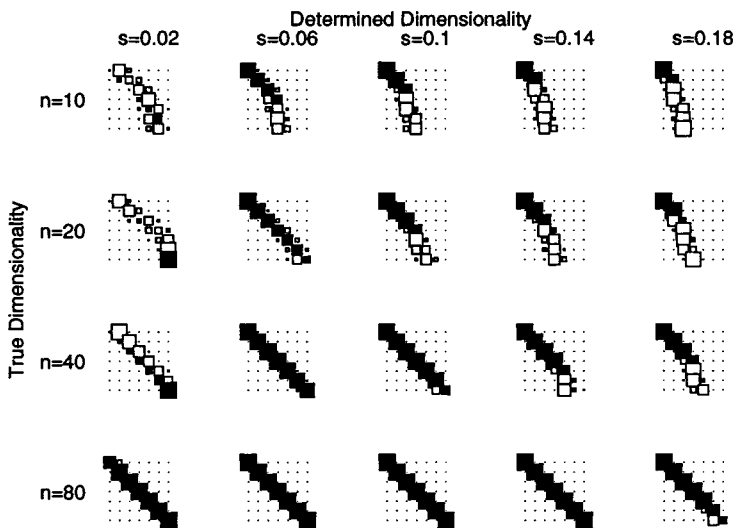 Determined Dimensionality
s=0.02 s=0.06 s=0.1 s=0.14 s=0.18
True Dimensionality
n=10
n=20
n=40
n=80